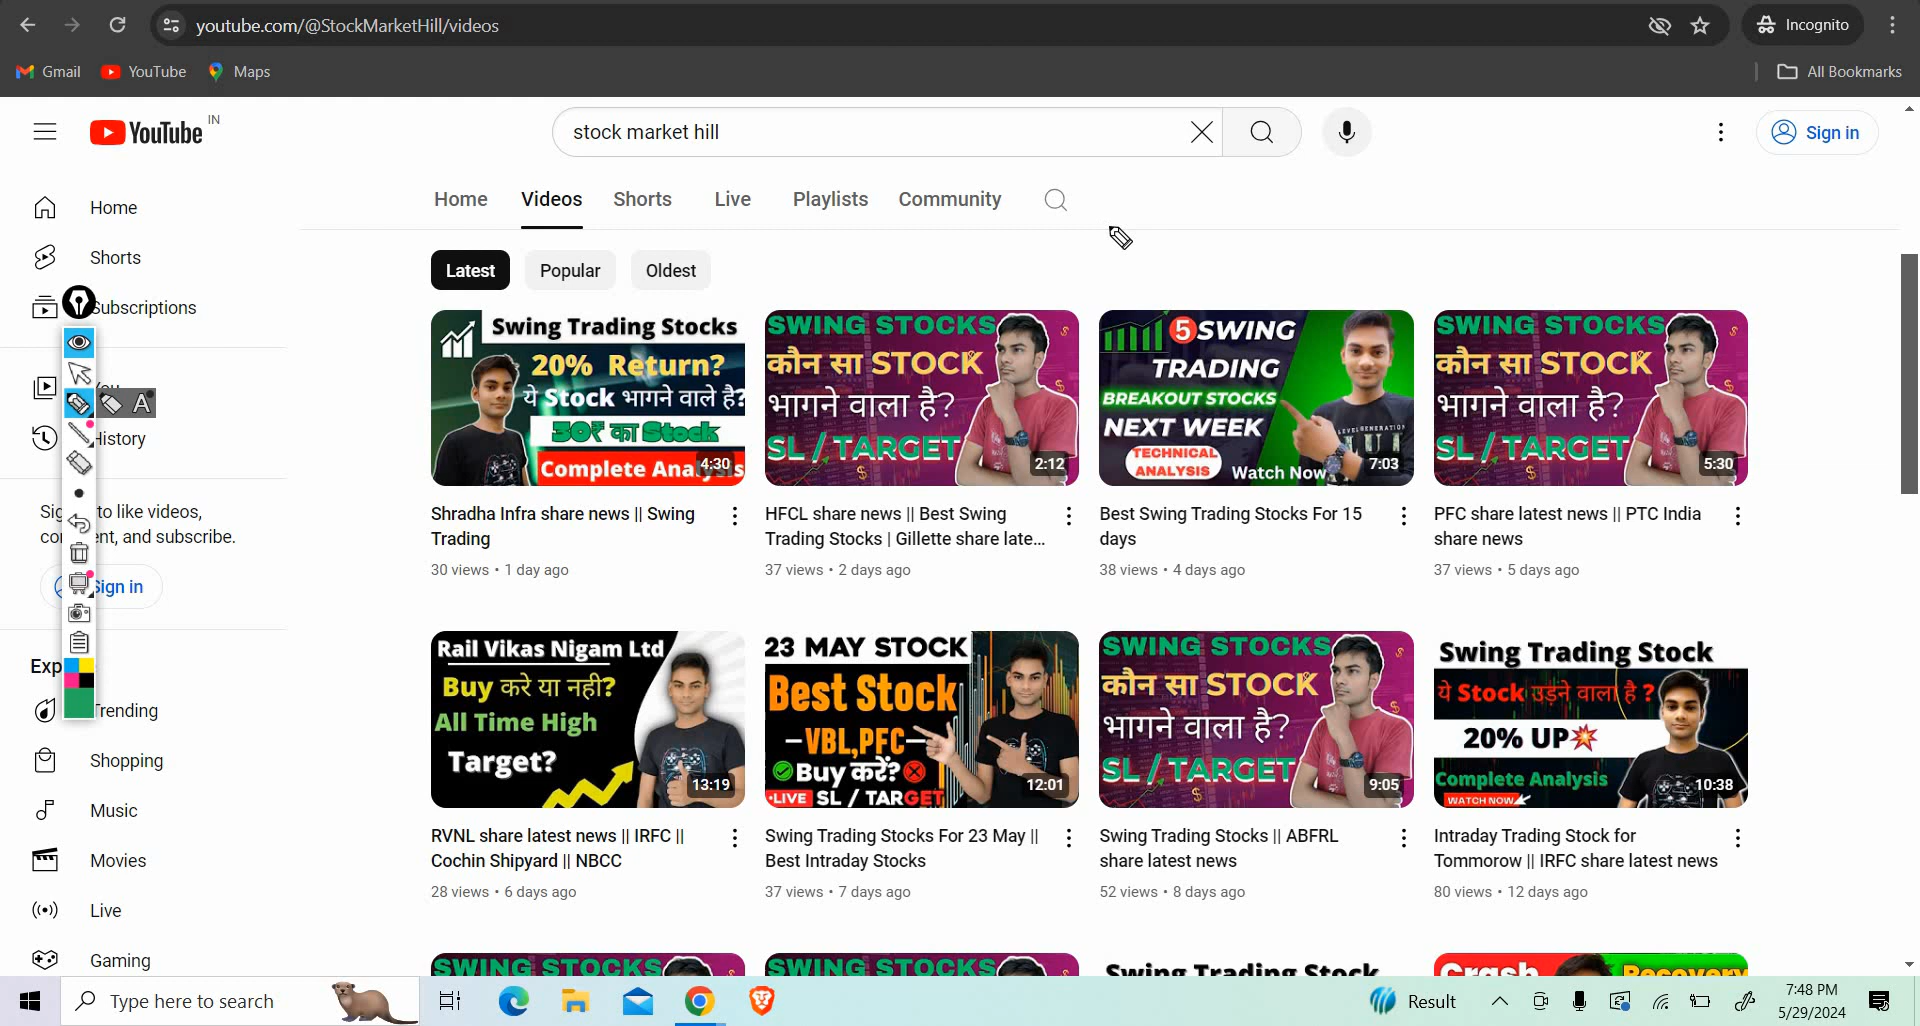 youtube.com/@StockMarketHill/videos
Incognito
Gmail YouTube Maps
All Bookmarks
YouTube IN
stock market hill
Sign in
Home
Shorts
Subscriptions
History
to like videos,
ent, and subscribe.
Sign in
Exp
Trending
Shopping
Music
Movies
Live
Gaming
A
Home Videos Shorts Live Playlists Community
Latest Popular Oldest
Swing Trading Stocks
20% Return?
ये Stock भागने वाले है?
30₹ का Stock
Complete Analysis
4:30
Shradha Infra share news || Swing
Trading
30 views • 1 day ago
SWING STOCKS
कौन सा STOCK
भागने वाला है?
SL / TARGET
2:12
HFCL share news || Best Swing
Trading Stocks | Gillette share late...
37 views • 2 days ago
5 SWING
TRADING
BREAKOUT STOCKS
NEXT WEEK
TECHNICAL
ANALYSIS
Watch Now
7:03
Best Swing Trading Stocks For 15
days
38 views • 4 days ago
SWING STOCKS
कौन सा STOCK
भागने वाला है?
SL / TARGET
5:30
PFC share latest news || PTC India
share news
37 views • 5 days ago
Rail Vikas Nigam Ltd
Buy करे या नही?
All Time High
Target?
13:19
RVNL share latest news || IRFC ||
Cochin Shipyard || NBCC
28 views • 6 days ago
23 MAY STOCK
Best Stock
–VBL,PFC–
Buy करें?
•LIVE SL / TARGET
12:01
Swing Trading Stocks For 23 May ||
Best Intraday Stocks
37 views • 7 days ago
SWING STOCKS
कौन सा STOCK
भागने वाला है?
SL / TARGET
9:05
Swing Trading Stocks || ABFRL
share latest news
52 views • 8 days ago
Swing Trading Stock
ये Stock उड़ने वाला है ?
20% UP
Complete Analysis
WATCH NOW
10:38
Intraday Trading Stock for
Tommorow || IRFC share latest news
80 views • 12 days ago
SWING STOCKS
SWING STOCKS
Swing Trading Stock
Crash
Recovery
Type here to search
Result
7:48 PM
5/29/2024